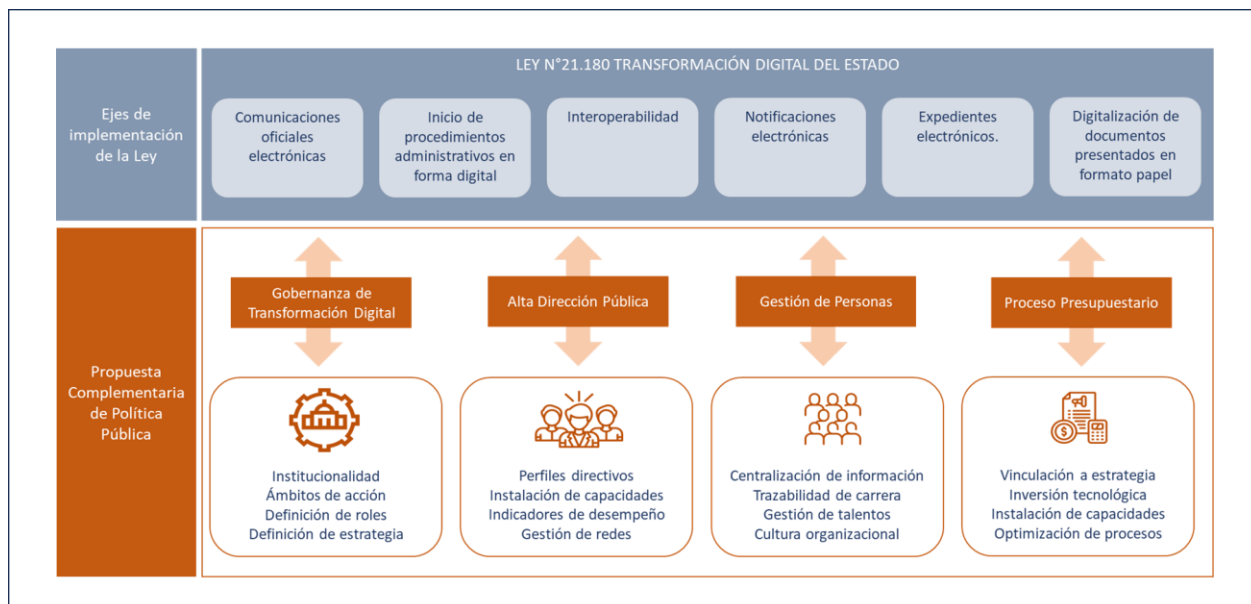 LEY N°21.180 TRANSFORMACIÓN DIGITAL DEL ESTADO
Ejes de
implementación
de la Ley
Comunicaciones
oficiales
electrónicas
Inicio de
procedimientos
administrativos en
forma digital
Interoperabilidad
Notificaciones
electrónicas
Expedientes
electrónicos.
Digitalización de
documentos
presentados en
formato papel
Propuesta
Complementaria
de Política
Pública
Gobernanza de
Transformación Digital
Alta Dirección Pública
Gestión de Personas
Proceso Presupuestario
Institucionalidad
Ámbitos de acción
Definición de roles
Definición de estrategia
Perfiles directivos
Instalación de capacidades
Indicadores de desempeño
Gestión de redes
Centralización de información
Trazabilidad de carrera
Gestión de talentos
Cultura organizacional
Vinculación a estrategia
Inversión tecnológica
Instalación de capacidades
Optimización de procesos